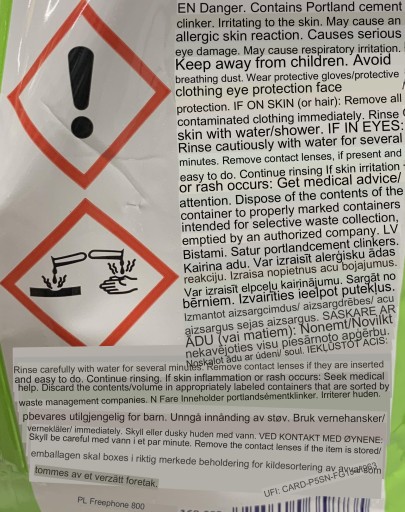 EN Danger. Contains Portland cement
clinker. Irritating to the skin. May cause an
allergic skin reaction. Causes serious
eye damage. May cause respiratory irritation.
Keep away from children. Avoid
breathing dust. Wear protective gloves/protective
clothing eye protection face
protection. IF ON SKIN (or hair): Remove all
contaminated clothing immediately. Rinse
skin with water/shower. IF IN EYES:
Rinse cautiously with water for several
minutes. Remove contact lenses, if present and
easy to do. Continue rinsing If skin irritation
or rash occurs: Get medical advice/
attention. Dispose of the contents of the
container to properly marked containers
intended for selective waste collection,
emptied by an authorized company. LV
Bistami. Satur portlandcement clinkers.
Kairina adu. Var izraisīt alerģisku ādas
reakciju. Izraisa nopietnus acu bojajumus.
Var izraisīt elpceļu kairinājumu. Sargāt no
bērniem. Izvairīties ieelpot putekļus.
Izmantot aizsargcimdus/ aizsargdrēbes/ acu
aizsargus sejas aizsargus. SASKARE AR
ĀDU (vai matiem): Nonemt/Novilkt
nekavējoties visu piesārnoto apģērbu.
Noskalot ādu ar ūdeni/ soul. IEKĻŪSTOT ACIS:
Rinse carefully with water for several minutes. Remove contact lenses if they are inserted
and easy to do. Continue rinsing. If skin inflammation or rash occurs: Seek medical
help. Discard the contents/volume in appropriately labeled containers that are sorted by
waste management companies. N Fare Inneholder portlandsémentklinker. Irriterer huden.
pbevares utilgjengelig for barn. Unngå innånding av støv. Bruk vernehansker/
verneklåler/ immediately. Skyll eller dusky huden med vann. VED KONTAKT MED ØYNENE:
Skyll be careful med vann i et par minute. Remove the contact lenses if the item is stored/
emballagen skal boxes i riktig merkede beholdering for kildesortering av
tommes av et verzätt foretak.
UFI: CARD-P5SN-
PL Freephone 800